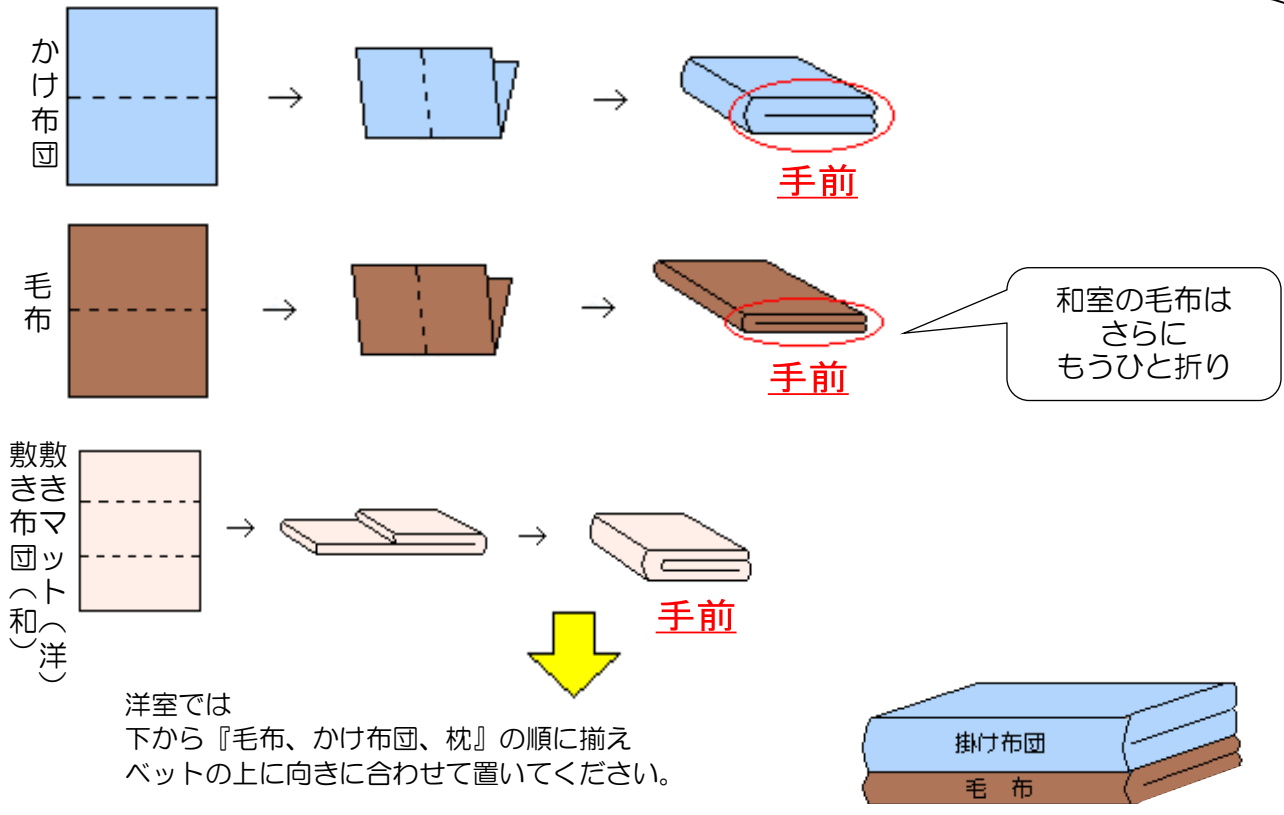 かけ布団
手前
毛布
手前
和室の毛布は
さらに
もうひと折り
敷きマット（洋）
敷き布団（和）
手前
洋室では
下から『毛布、かけ布団、枕』の順に揃え
ベットの上に向きに合わせて置いてください。
掛け布団
毛 布